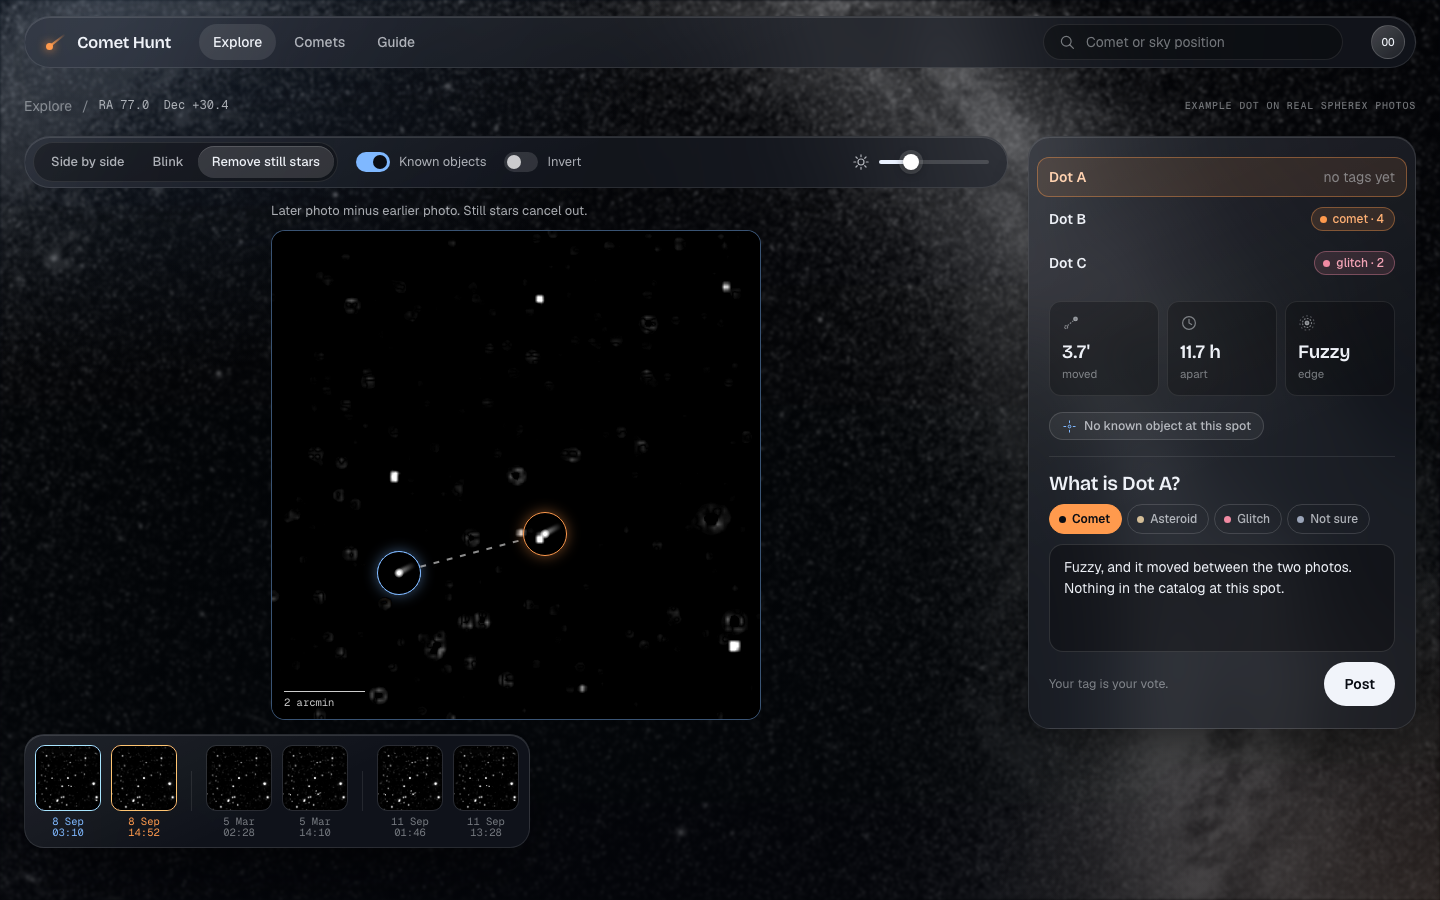 Comet Hunt
Explore
Comets
Guide
Comet or sky position
00
Explore / RA 77.0 Dec +30.4
EXAMPLE DOT ON REAL SPHEREX PHOTOS
Side by side
Blink
Remove still stars
Known objects
Invert
Later photo minus earlier photo. Still stars cancel out.
2 arcmin
8 Sep
03:10
8 Sep
14:52
5 Mar
02:28
5 Mar
14:10
11 Sep
01:46
11 Sep
13:28
Dot A
no tags yet
Dot B
comet · 4
Dot C
glitch · 2
3.7'
moved
11.7 h
apart
Fuzzy
edge
No known object at this spot
What is Dot A?
Comet
Asteroid
Glitch
Not sure
Fuzzy, and it moved between the two photos.
Nothing in the catalog at this spot.
Your tag is your vote.
Post